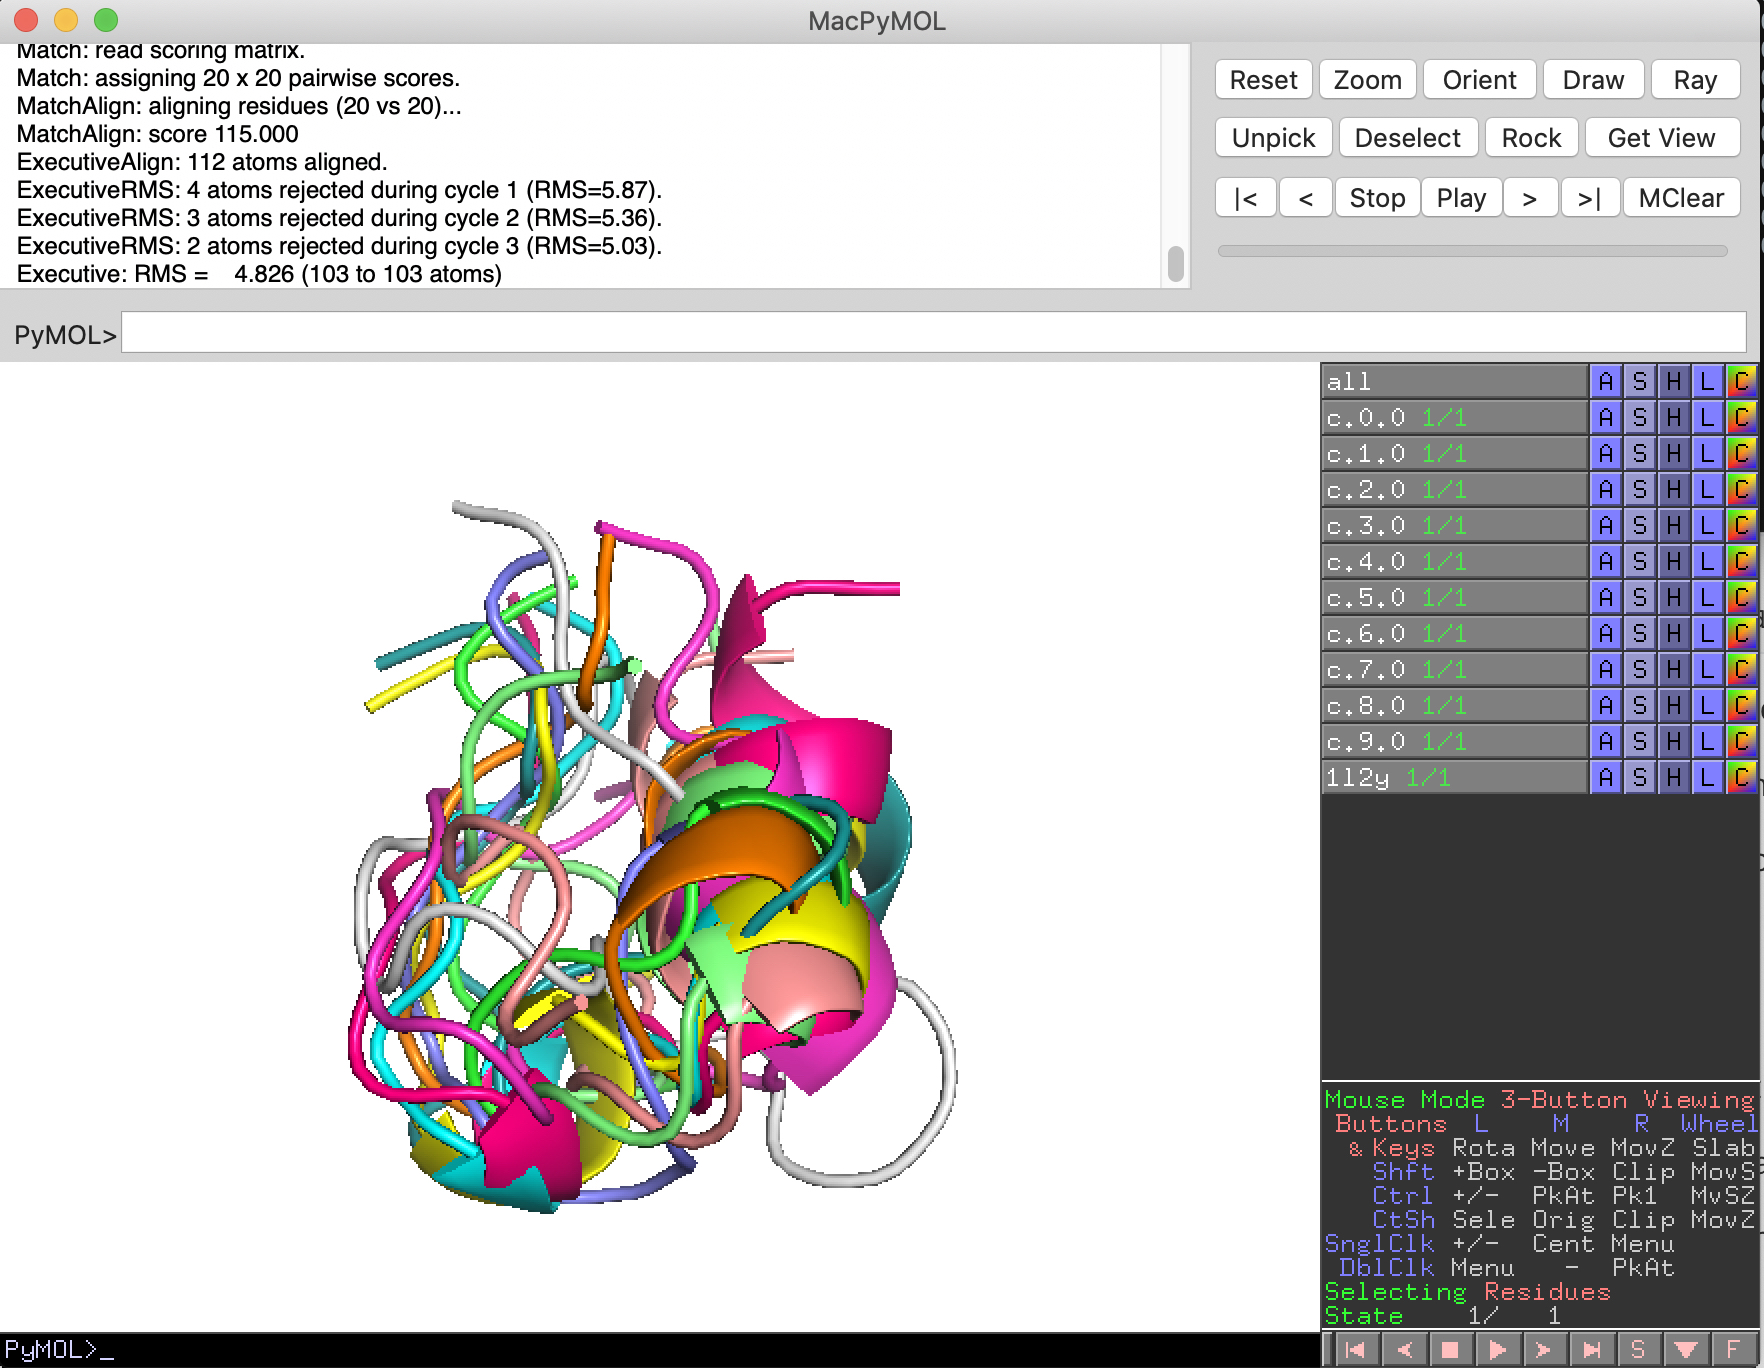 MacPyMOL
Match: read scoring matrix.
Match: assigning 20 x 20 pairwise scores.
MatchAlign: aligning residues (20 vs 20)...
MatchAlign: score 115.000
ExecutiveAlign: 112 atoms aligned.
ExecutiveRMS: 4 atoms rejected during cycle 1 (RMS=5.87).
ExecutiveRMS: 3 atoms rejected during cycle 2 (RMS=5.36).
ExecutiveRMS: 2 atoms rejected during cycle 3 (RMS=5.03).
Executive: RMS =    4.826 (103 to 103 atoms)
Reset Zoom Orient Draw Ray
Unpick Deselect Rock Get View
|< < Stop Play > >| MClear
PyMOL>
all A S H L C
c.0.0 1/1 A S H L C
c.1.0 1/1 A S H L C
c.2.0 1/1 A S H L C
c.3.0 1/1 A S H L C
c.4.0 1/1 A S H L C
c.5.0 1/1 A S H L C
c.6.0 1/1 A S H L C
c.7.0 1/1 A S H L C
c.8.0 1/1 A S H L C
c.9.0 1/1 A S H L C
1l2y 1/1 A S H L C
Mouse Mode 3-Button Viewing
Buttons L M R Wheel
& Keys Rota Move MovZ Slab
Shft +Box -Box Clip MovS
Ctrl +/- PkAt Pk1 MvSZ
CtSh Sele Orig Clip MovZ
SnglClk +/- Cent Menu
DblClk Menu - PkAt
Selecting Residues
State 1/ 1
PyMOL>_
S F